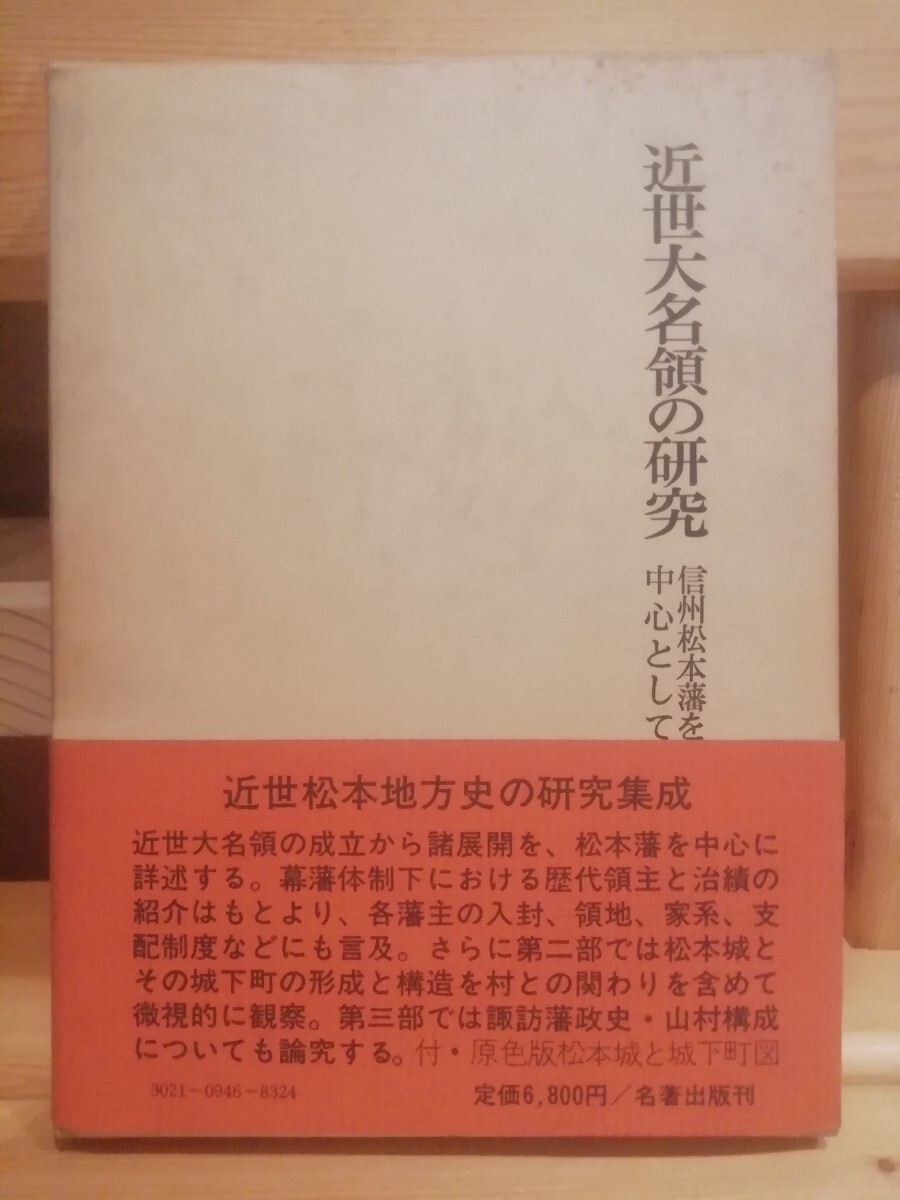 近世大名領の研究
信州松本藩を
中心として
近世松本地方史の研究集成
近世大名領の成立から諸展開を、松本藩を中心に
詳述する。幕藩体制下における歴代領主と治績の
紹介はもとより、各藩主の入封、領地、家系、支
配制度などにも言及。さらに第二部では松本城と
その城下町の形成と構造を村との関わりを含めて
微視的に観察。第三部では諏訪藩政史・山村構成
についても論究する。付・原色版松本城と城下町図
3021-0946-8324
定価6,800円/名著出版刊